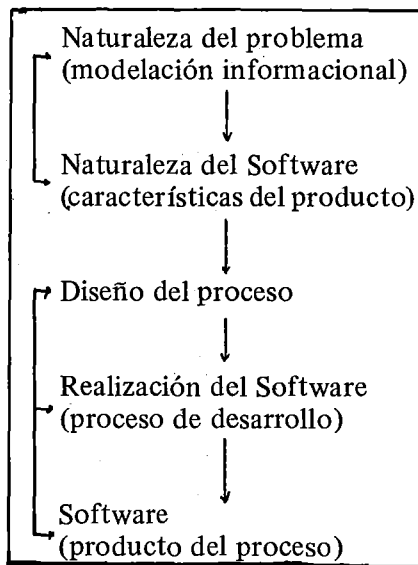 Naturaleza del problema
(modelación informacional)
Naturaleza del Software
(características del producto)
Diseño del proceso
Realización del Software
(proceso de desarrollo)
Software
(producto del proceso)